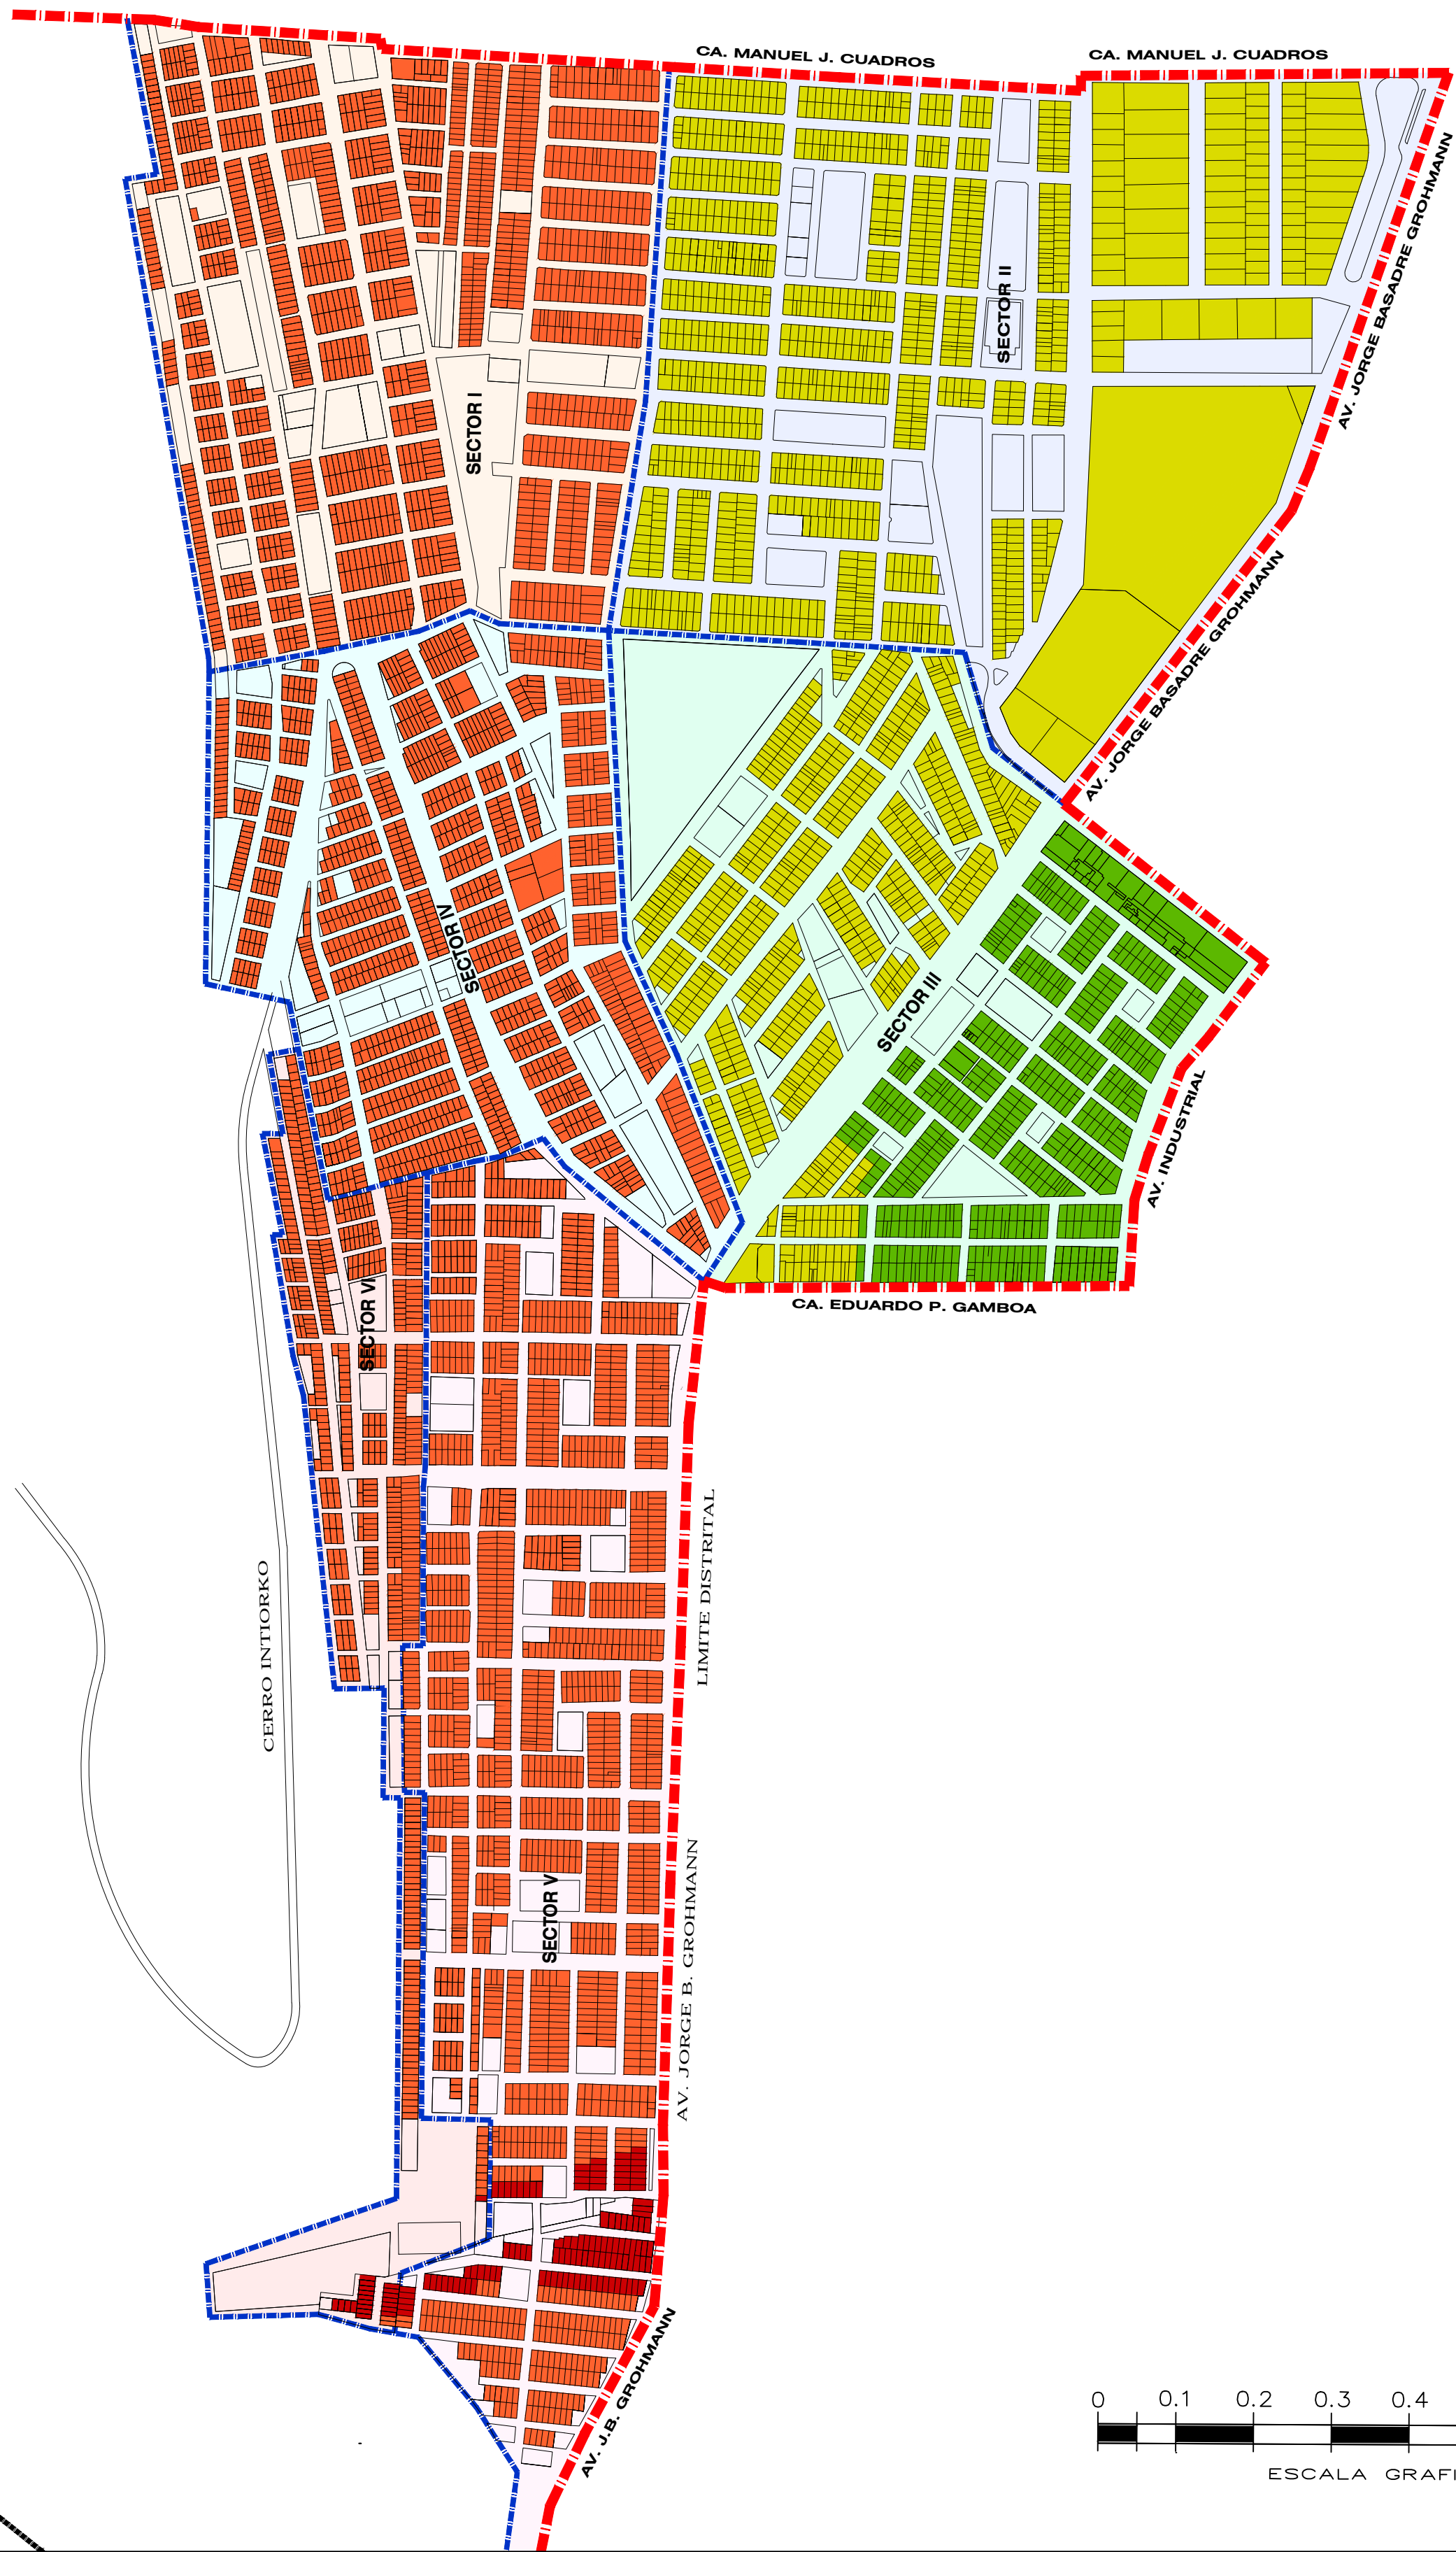 CA. MANUEL J. CUADROS
CA. MANUEL J. CUADROS
AV. JORGE BASADRE GROHMANN
SECTOR II
SECTOR I
AV. JORGE BASADRE GROHMANN
SECTOR IV
SECTOR III
AV. INDUSTRIAL
CA. EDUARDO P. GAMBOA
SECTOR VI
LIMITE DISTRITAL
CERRO INTIORKO
SECTOR V
AV. JORGE B. GROHMANN
AV. J.B. GROHMANN
0 0.1 0.2 0.3 0.4
ESCALA GRAFI